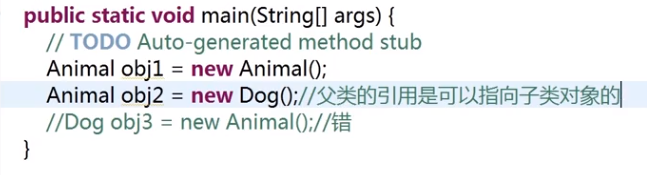 public static void main(String[] args) {
// TODO Auto-generated method stub
Animal obj1 = new Animal();
Animal obj2 = new Dog();//父类的引用是可以指向子类对象的
//Dog obj3 = new Animal();//错
}